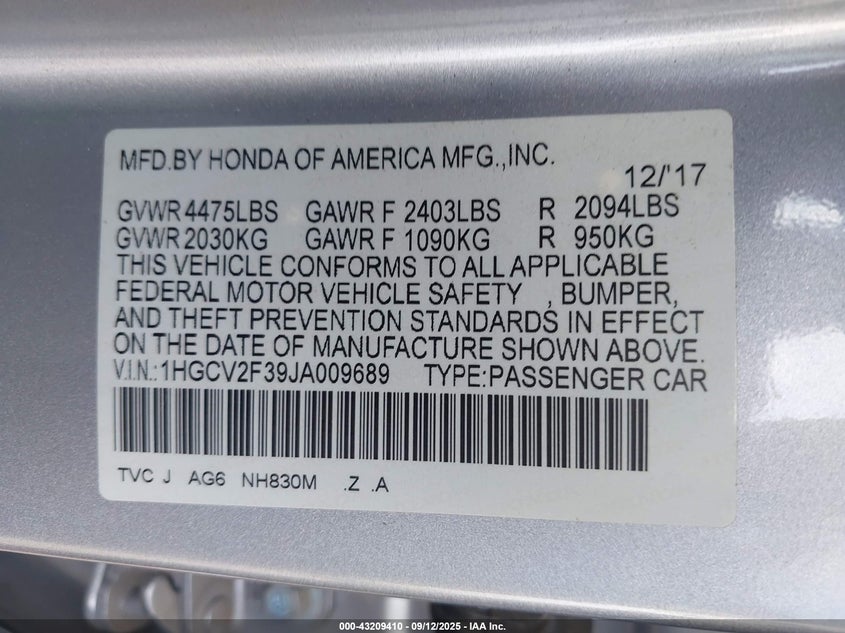 MFD.BY HONDA OF AMERICA MFG.,INC.
12/'17
GVWR 4475LBS GAWR F 2403LBS R 2094LBS
GVWR 2030KG GAWR F 1090KG R 950KG
THIS VEHICLE CONFORMS TO ALL APPLICABLE
FEDERAL MOTOR VEHICLE SAFETY , BUMPER,
AND THEFT PREVENTION STANDARDS IN EFFECT
ON THE DATE OF MANUFACTURE SHOWN ABOVE.
V.I.N.:1HGCV2F39JA009689 TYPE:PASSENGER CAR
TVC J AG6 NH830M .Z .A
000-43209410 - 09/12/2025 - IAA Inc.